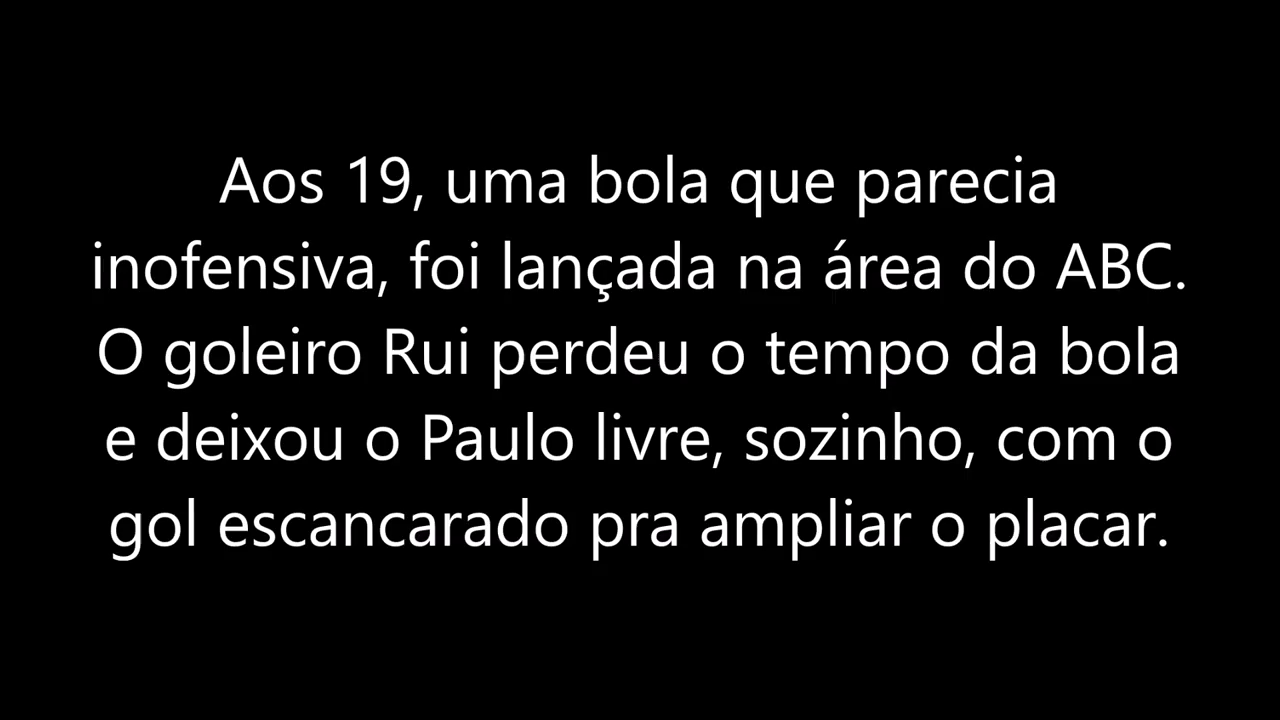 Aos 19, uma bola que parecia
inofensiva, foi lançada na área do ABC.
O goleiro Rui perdeu o tempo da bola
e deixou o Paulo livre, sozinho, com o
gol escancarado pra ampliar o placar.